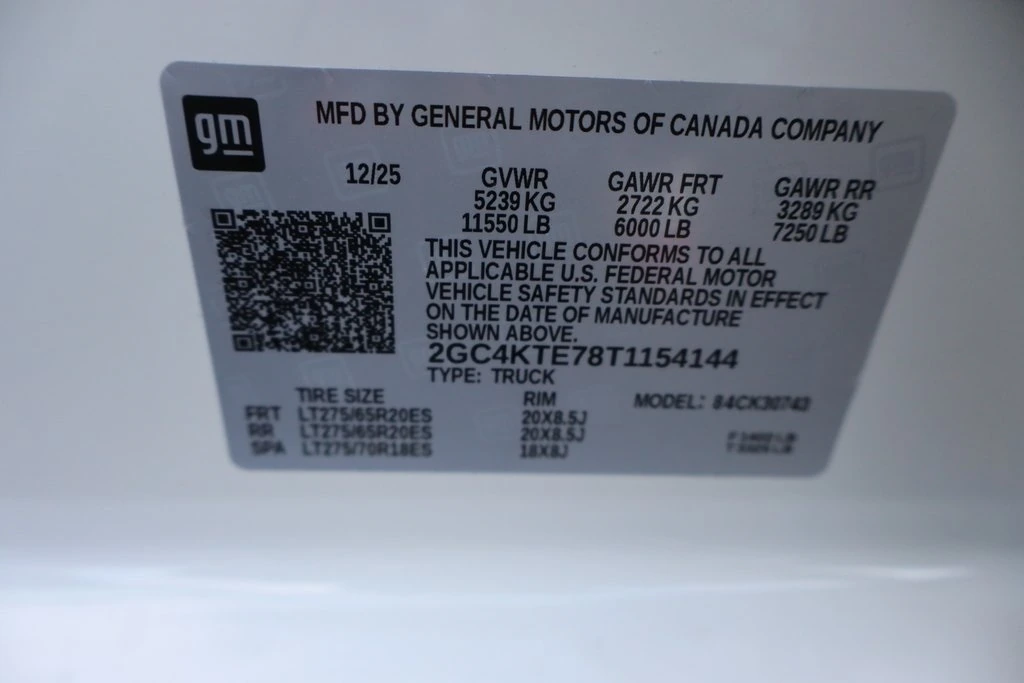 gm
MFD BY GENERAL MOTORS OF CANADA COMPANY
12/25 GVWR GAWR FRT GAWR RR
5239 KG 2722 KG 3289 KG
11550 LB 6000 LB 7250 LB
THIS VEHICLE CONFORMS TO ALL
APPLICABLE U.S. FEDERAL MOTOR
VEHICLE SAFETY STANDARDS IN EFFECT
ON THE DATE OF MANUFACTURE
SHOWN ABOVE.
2GC4KTE78T1154144
TYPE: TRUCK
TIRE SIZE RIM MODEL: 84CK30743
FRT LT275/65R20ES 20X8.5J
RR LT275/65R20ES 20X8.5J
SPA LT275/70R18ES 18X8J